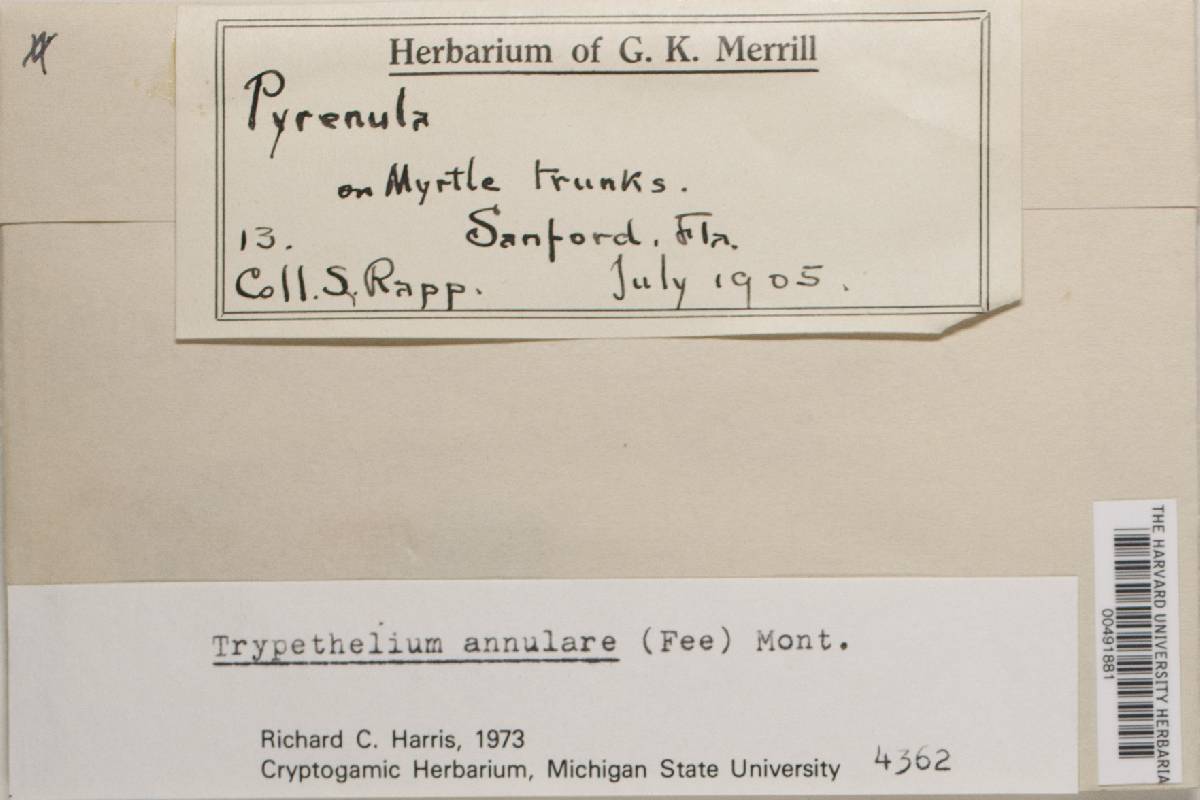 Herbarium of G. K. Merrill
Pyrenula
on Myrtle trunks.
13. Sanford, Fla.
Coll. S. Rapp. July 1905.
THE HARVARD UNIVERSITY HERBARIA
00491881
Trypethelium annulare (Fee) Mont.
Richard C. Harris, 1973
Cryptogamic Herbarium, Michigan State University 4362